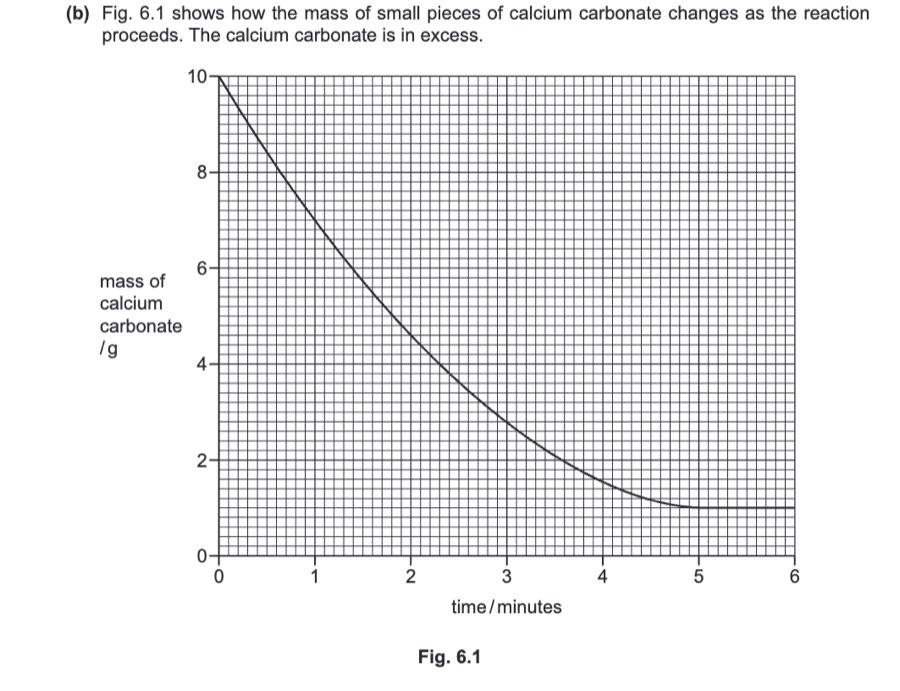 (b) Fig. 6.1 shows how the mass of small pieces of calcium carbonate changes as the reaction
proceeds. The calcium carbonate is in excess.
10
8
6
mass of
calcium
carbonate
/g
4
2
0
0 1 2 3 4 5 6
time/minutes
Fig. 6.1